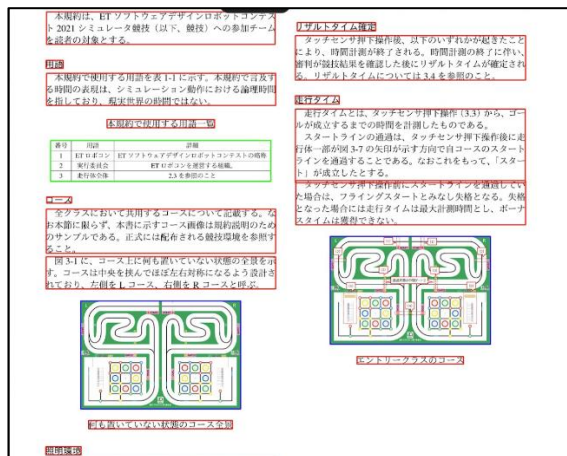 本規約は、ETソフトウェアデザインロボットコンテス
ト2021シミュレータ競技（以下、競技）への参加チーム
を読者の対象とする。
用語
本規約で使用する用語を表1-1に示す。本規約で言及す
る時間の表現は、シミュレーション動作における論理時間
を指しており、現実世界の時間ではない。
本規約で使用する用語一覧
番号 用語 詳細
1 ETロボコン ETソフトウェアデザインロボットコンテストの略称
2 実行委員会 ETロボコンを運営する組織。
3 走行体全体 2.3を参照のこと
コース
全クラスにおいて共用するコースについて記載する。な
お本節に限らず、本書に示すコース画像は規約説明のため
のサンプルである。正式には配布される競技環境を参照す
ること。
図3-1に、コース上に何も置いていない状態の全景を示
す。コースは中央を挟んでほぼ左右対称になるよう設計さ
れており、左側をLコース、右側をRコースと呼ぶ。
何も置いていない状態のコース全景
リザルトタイム確定
タッチセンサ押下操作後、以下のいずれかが起きたこと
により、時間計測が終了される。時間計測の終了に伴い、
審判が競技結果を確認した後にリザルトタイムが確定され
る。リザルトタイムについては3.4を参照のこと。
走行タイム
走行タイムとは、タッチセンサ押下操作(3.3)から、ゴー
ルが成立するまでの時間を計測したものである。
スタートラインの通過は、タッチセンサ押下操作後に走
行体一部が図3-7の矢印が示す方向で自コースのスタート
ラインを通過することである。なおこれをもって、「スター
ト」が成立したとする。
タッチセンサ押下操作前にスタートラインを通過してい
た場合は、フライングスタートとみなし失格となる。失格
となった場合には走行タイムは最大計測時間とし、ボーナ
スタイムは獲得できない。
エントリークラスのコース